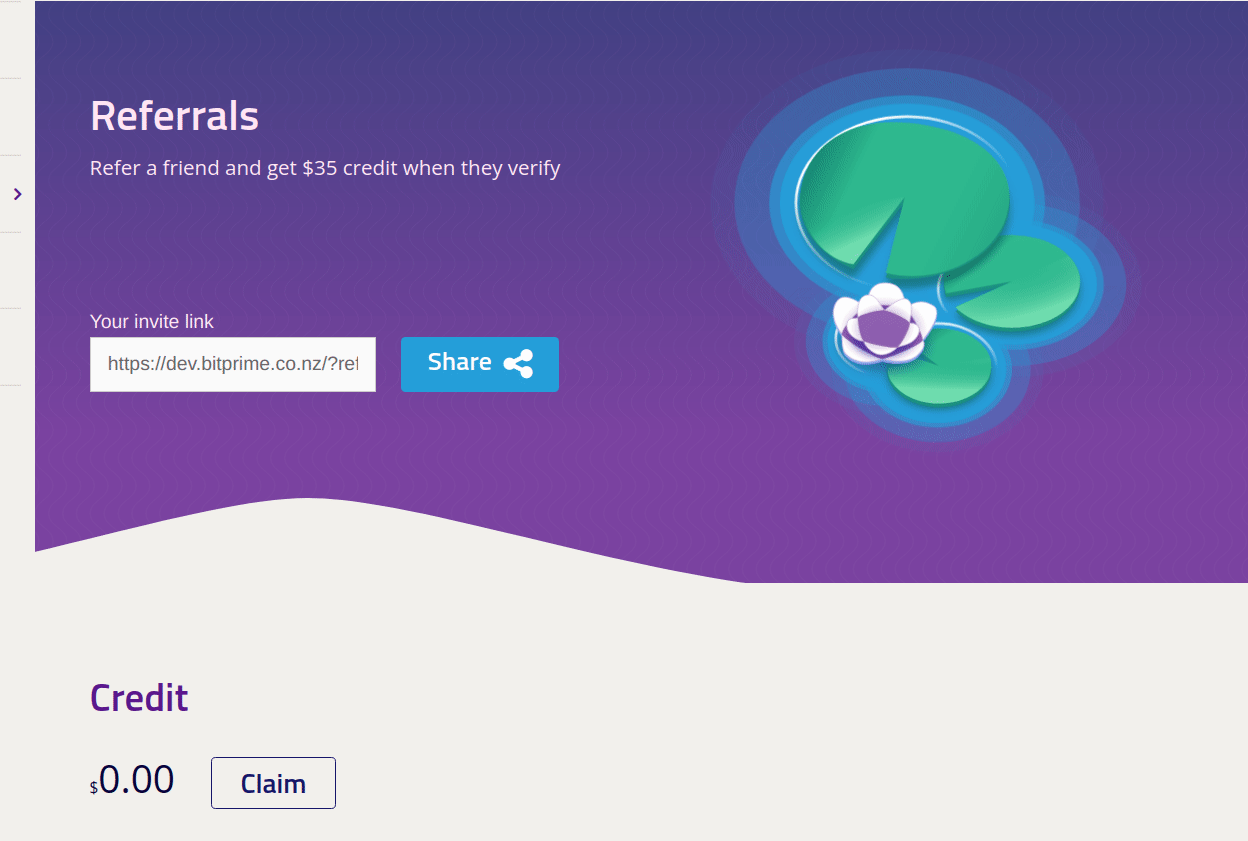 Referrals
Refer a friend and get $35 credit when they verify
Your invite link
https://dev.bitprime.co.nz/?ref
Share
Credit
$0.00
Claim